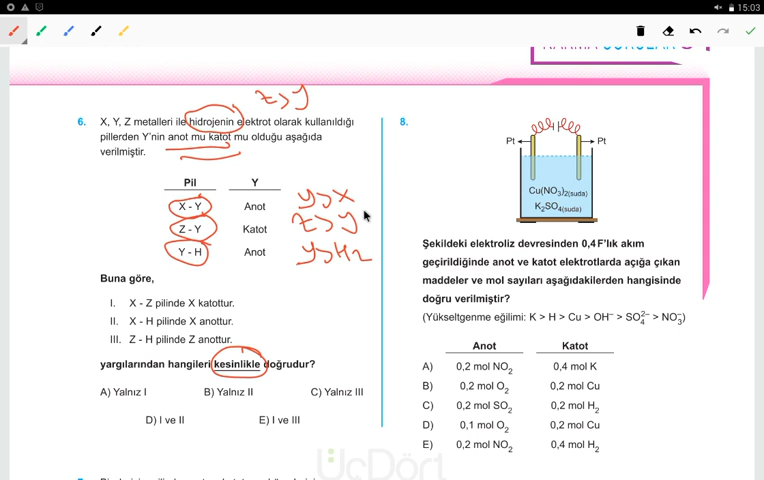 15:03
z > y
6. X, Y, Z metalleri ile hidrojenin elektrot olarak kullanıldığı
pillerden Y'nin anot mu katot mu olduğu aşağıda
verilmiştir.
Pil Y
X - Y Anot y > x
Z - Y Katot z > y
Y - H Anot y > H2
Buna göre,
I. X - Z pilinde X katottur.
II. X - H pilinde X anottur.
III. Z - H pilinde Z anottur.
yargılarından hangileri kesinlikle doğrudur?
A) Yalnız I B) Yalnız II C) Yalnız III
D) I ve II E) I ve III
ÜçDört
8.
Pt Pt
Cu(NO3)2(suda)
K2SO4(suda)
Şekildeki elektroliz devresinden 0,4 F'lık akım
geçirildiğinde anot ve katot elektrotlarda açığa çıkan
maddeler ve mol sayıları aşağıdakilerden hangisinde
doğru verilmiştir?
(Yükseltgenme eğilimi: K > H > Cu > OH⁻ > SO₄²⁻ > NO₃⁻)
Anot Katot
A) 0,2 mol NO2 0,4 mol K
B) 0,2 mol O2 0,2 mol Cu
C) 0,2 mol SO2 0,2 mol H2
D) 0,1 mol O2 0,2 mol Cu
E) 0,2 mol NO2 0,4 mol H2